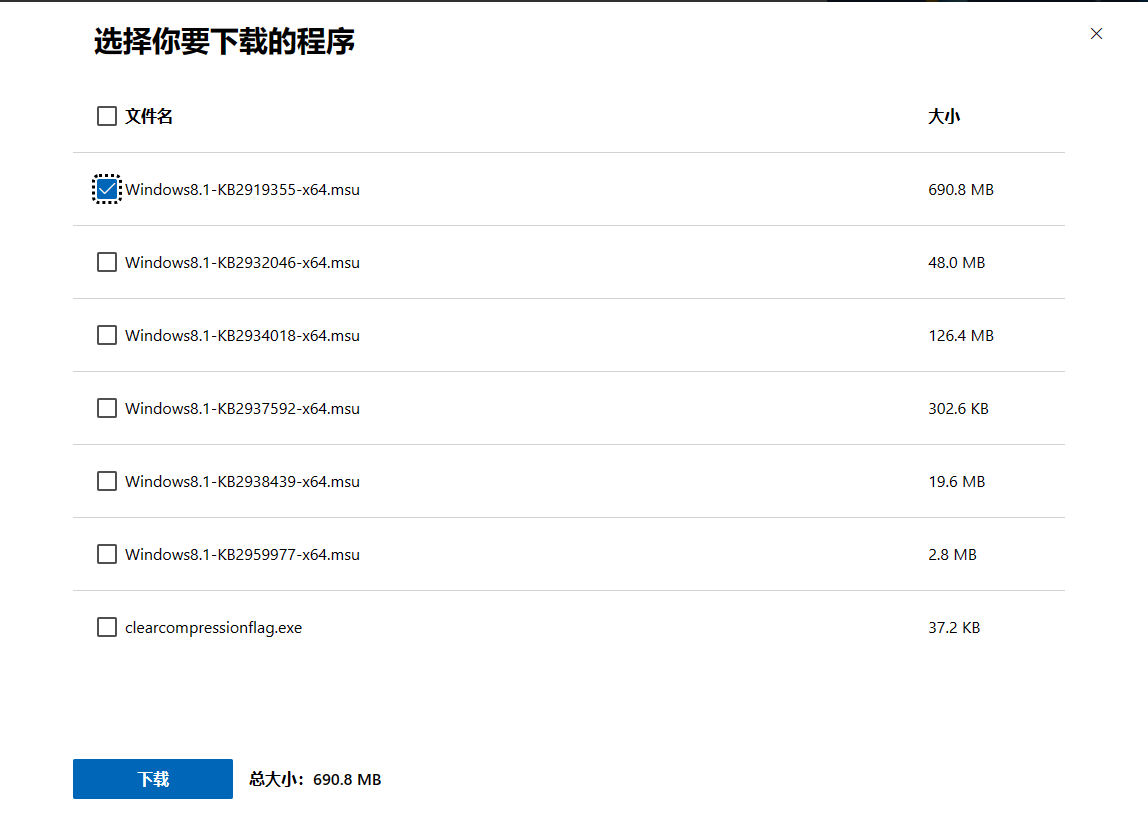 选择你要下载的程序
文件名 大小
Windows8.1-KB2919355-x64.msu 690.8 MB
Windows8.1-KB2932046-x64.msu 48.0 MB
Windows8.1-KB2934018-x64.msu 126.4 MB
Windows8.1-KB2937592-x64.msu 302.6 KB
Windows8.1-KB2938439-x64.msu 19.6 MB
Windows8.1-KB2959977-x64.msu 2.8 MB
clearcompressionflag.exe 37.2 KB
下载 总大小：690.8 MB